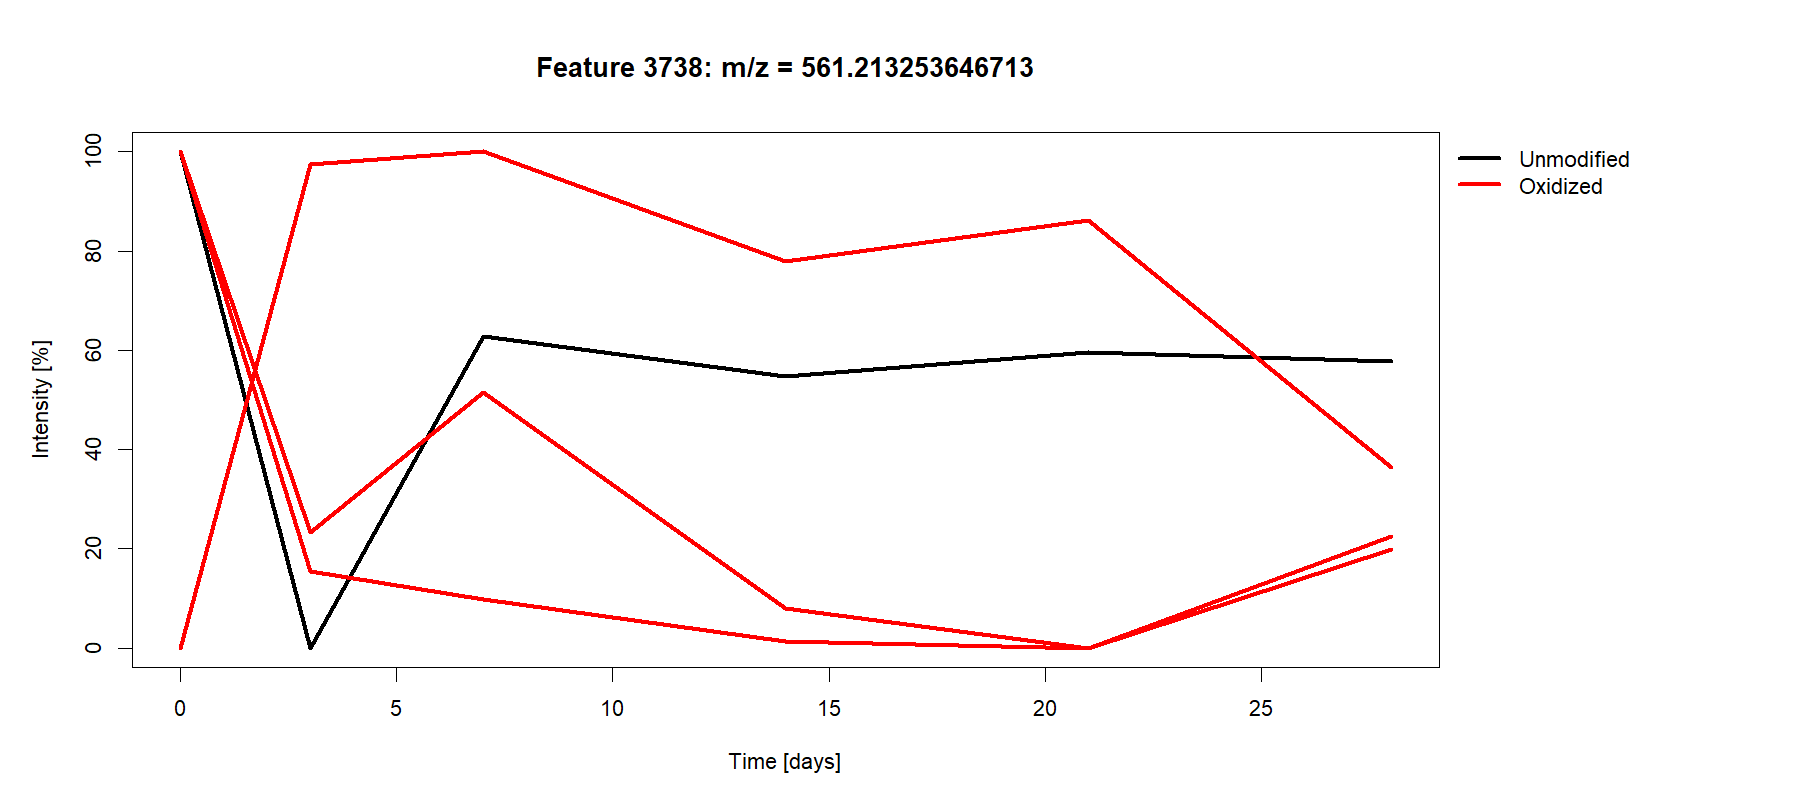 Feature 3738: m/z = 561.213253646713
Unmodified
Oxidized
Intensity [%]
100
80
60
40
20
0
0 5 10 15 20 25
Time [days]